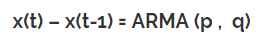 x(t) – x(t-1) = ARMA (p , q)